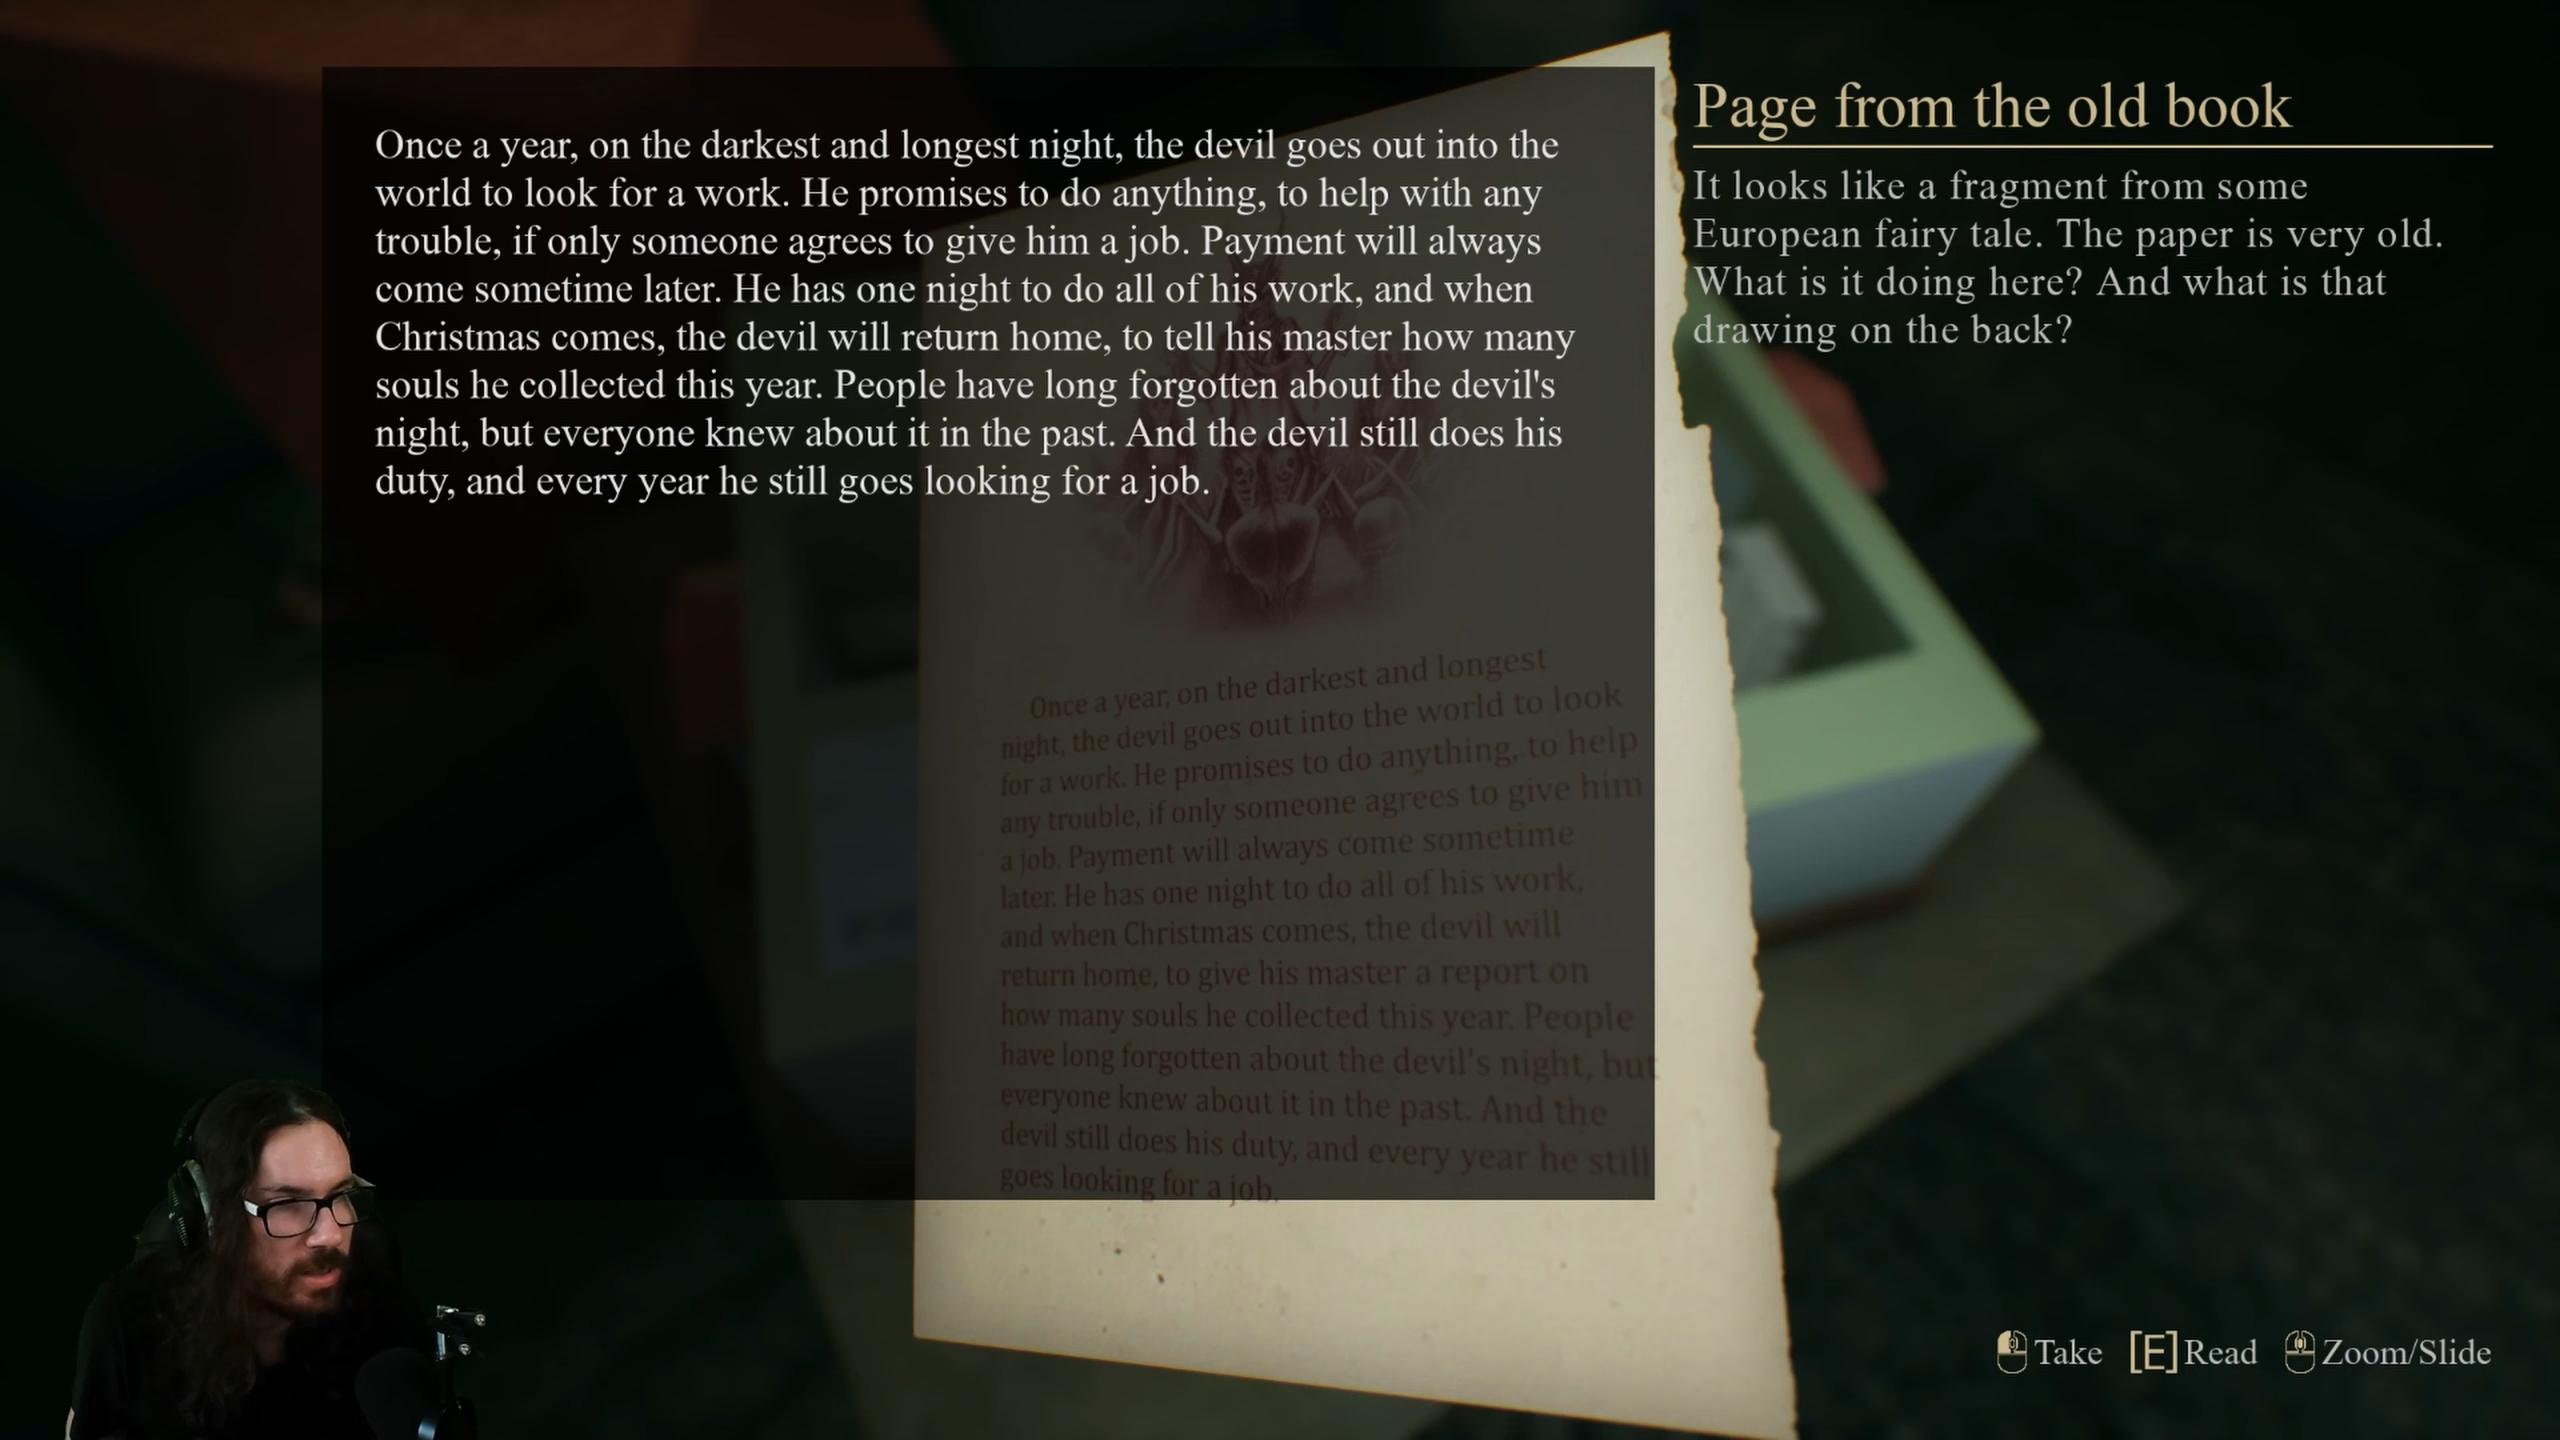 Once a year, on the darkest and longest night, the devil goes out into the
world to look for a work. He promises to do anything, to help with any
trouble, if only someone agrees to give him a job. Payment will always
come sometime later. He has one night to do all of his work, and when
Christmas comes, the devil will return home, to tell his master how many
souls he collected this year. People have long forgotten about the devil's
night, but everyone knew about it in the past. And the devil still does his
duty, and every year he still goes looking for a job.
Page from the old book
It looks like a fragment from some
European fairy tale. The paper is very old.
What is it doing here? And what is that
drawing on the back?
Once a year, on the darkest and longest
night, the devil goes out into the world to look
for a work. He promises to do anything, to help
any trouble, if only someone agrees to give him
a job. Payment will always come sometime
later. He has one night to do all of his work,
and when Christmas comes, the devil will
return home, to give his master a report on
how many souls he collected this year. People
have long forgotten about the devil's night, but
everyone knew about it in the past. And the
devil still does his duty, and every year he still
goes looking for a job.
Take [E] Read Zoom/Slide